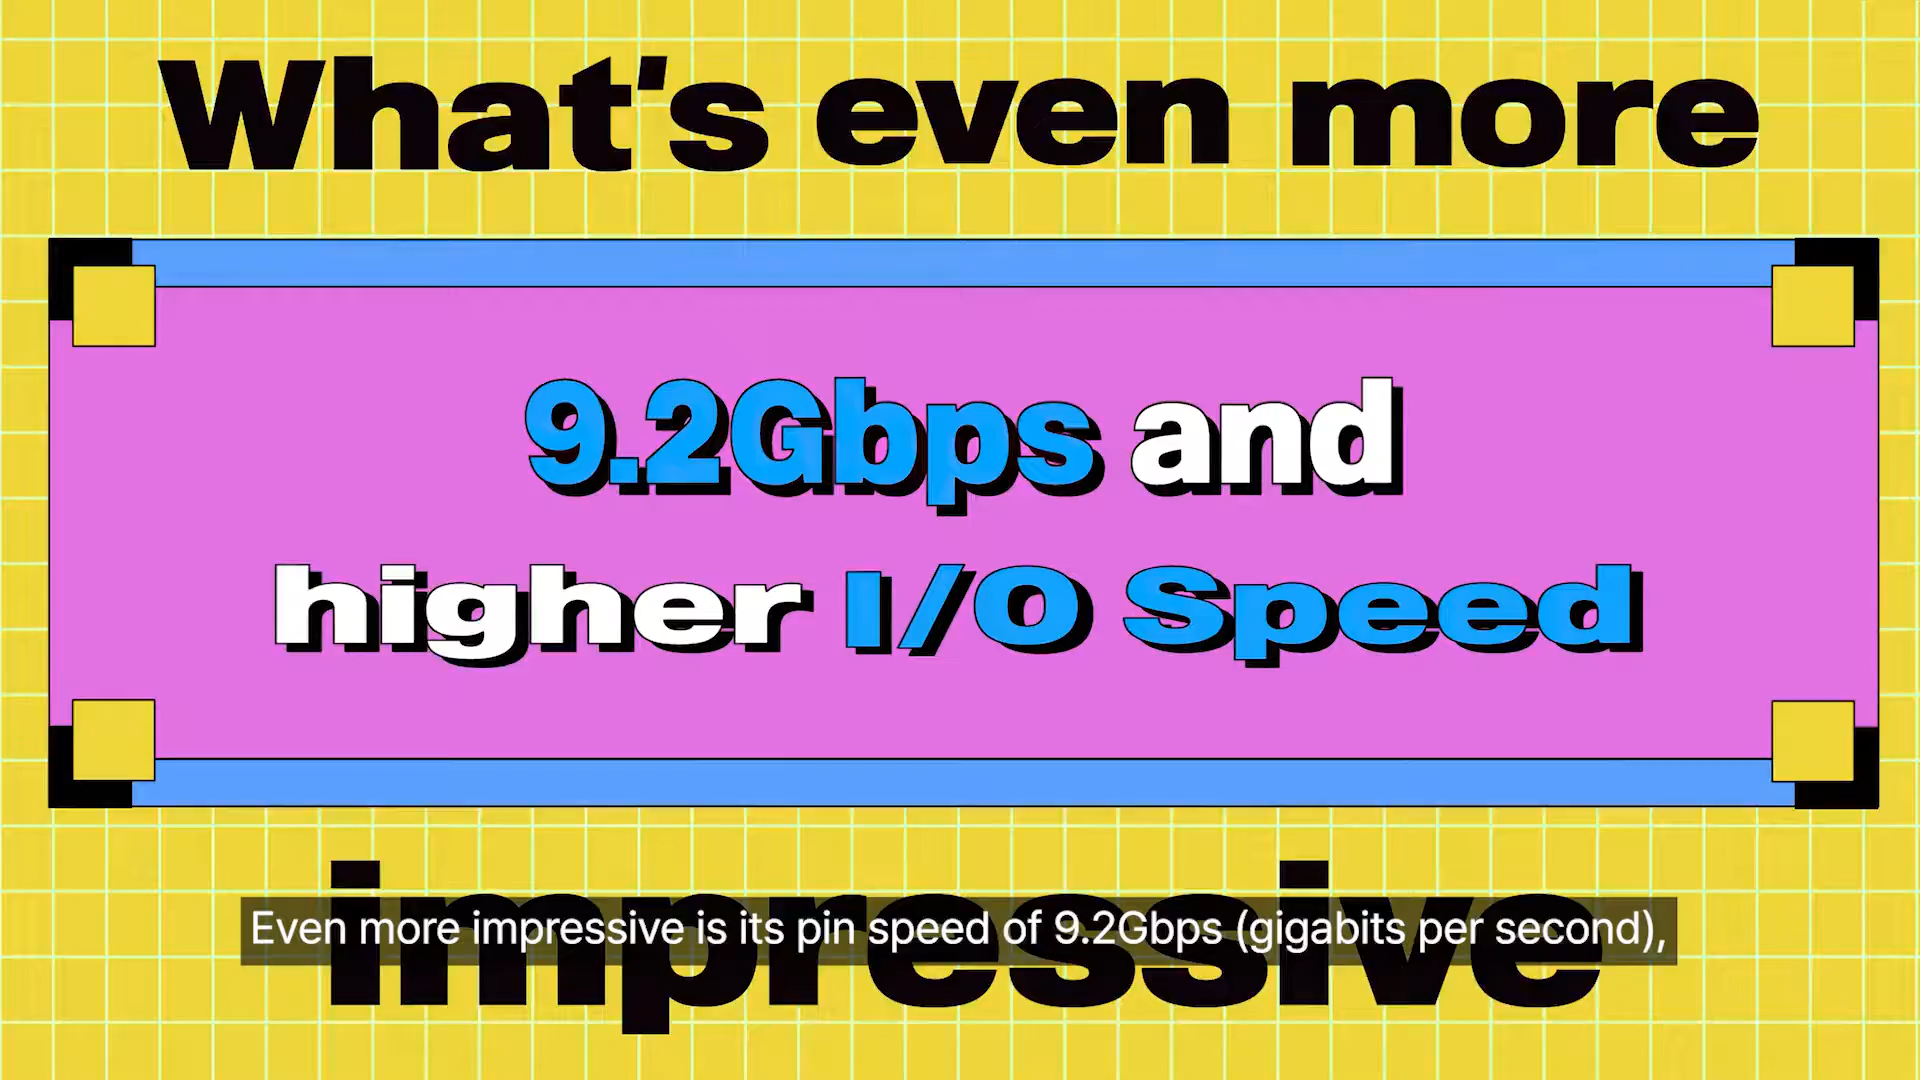 What's even more
9.2Gbps and
higher I/O Speed
impressive
Even more impressive is its pin speed of 9.2Gbps (gigabits per second),